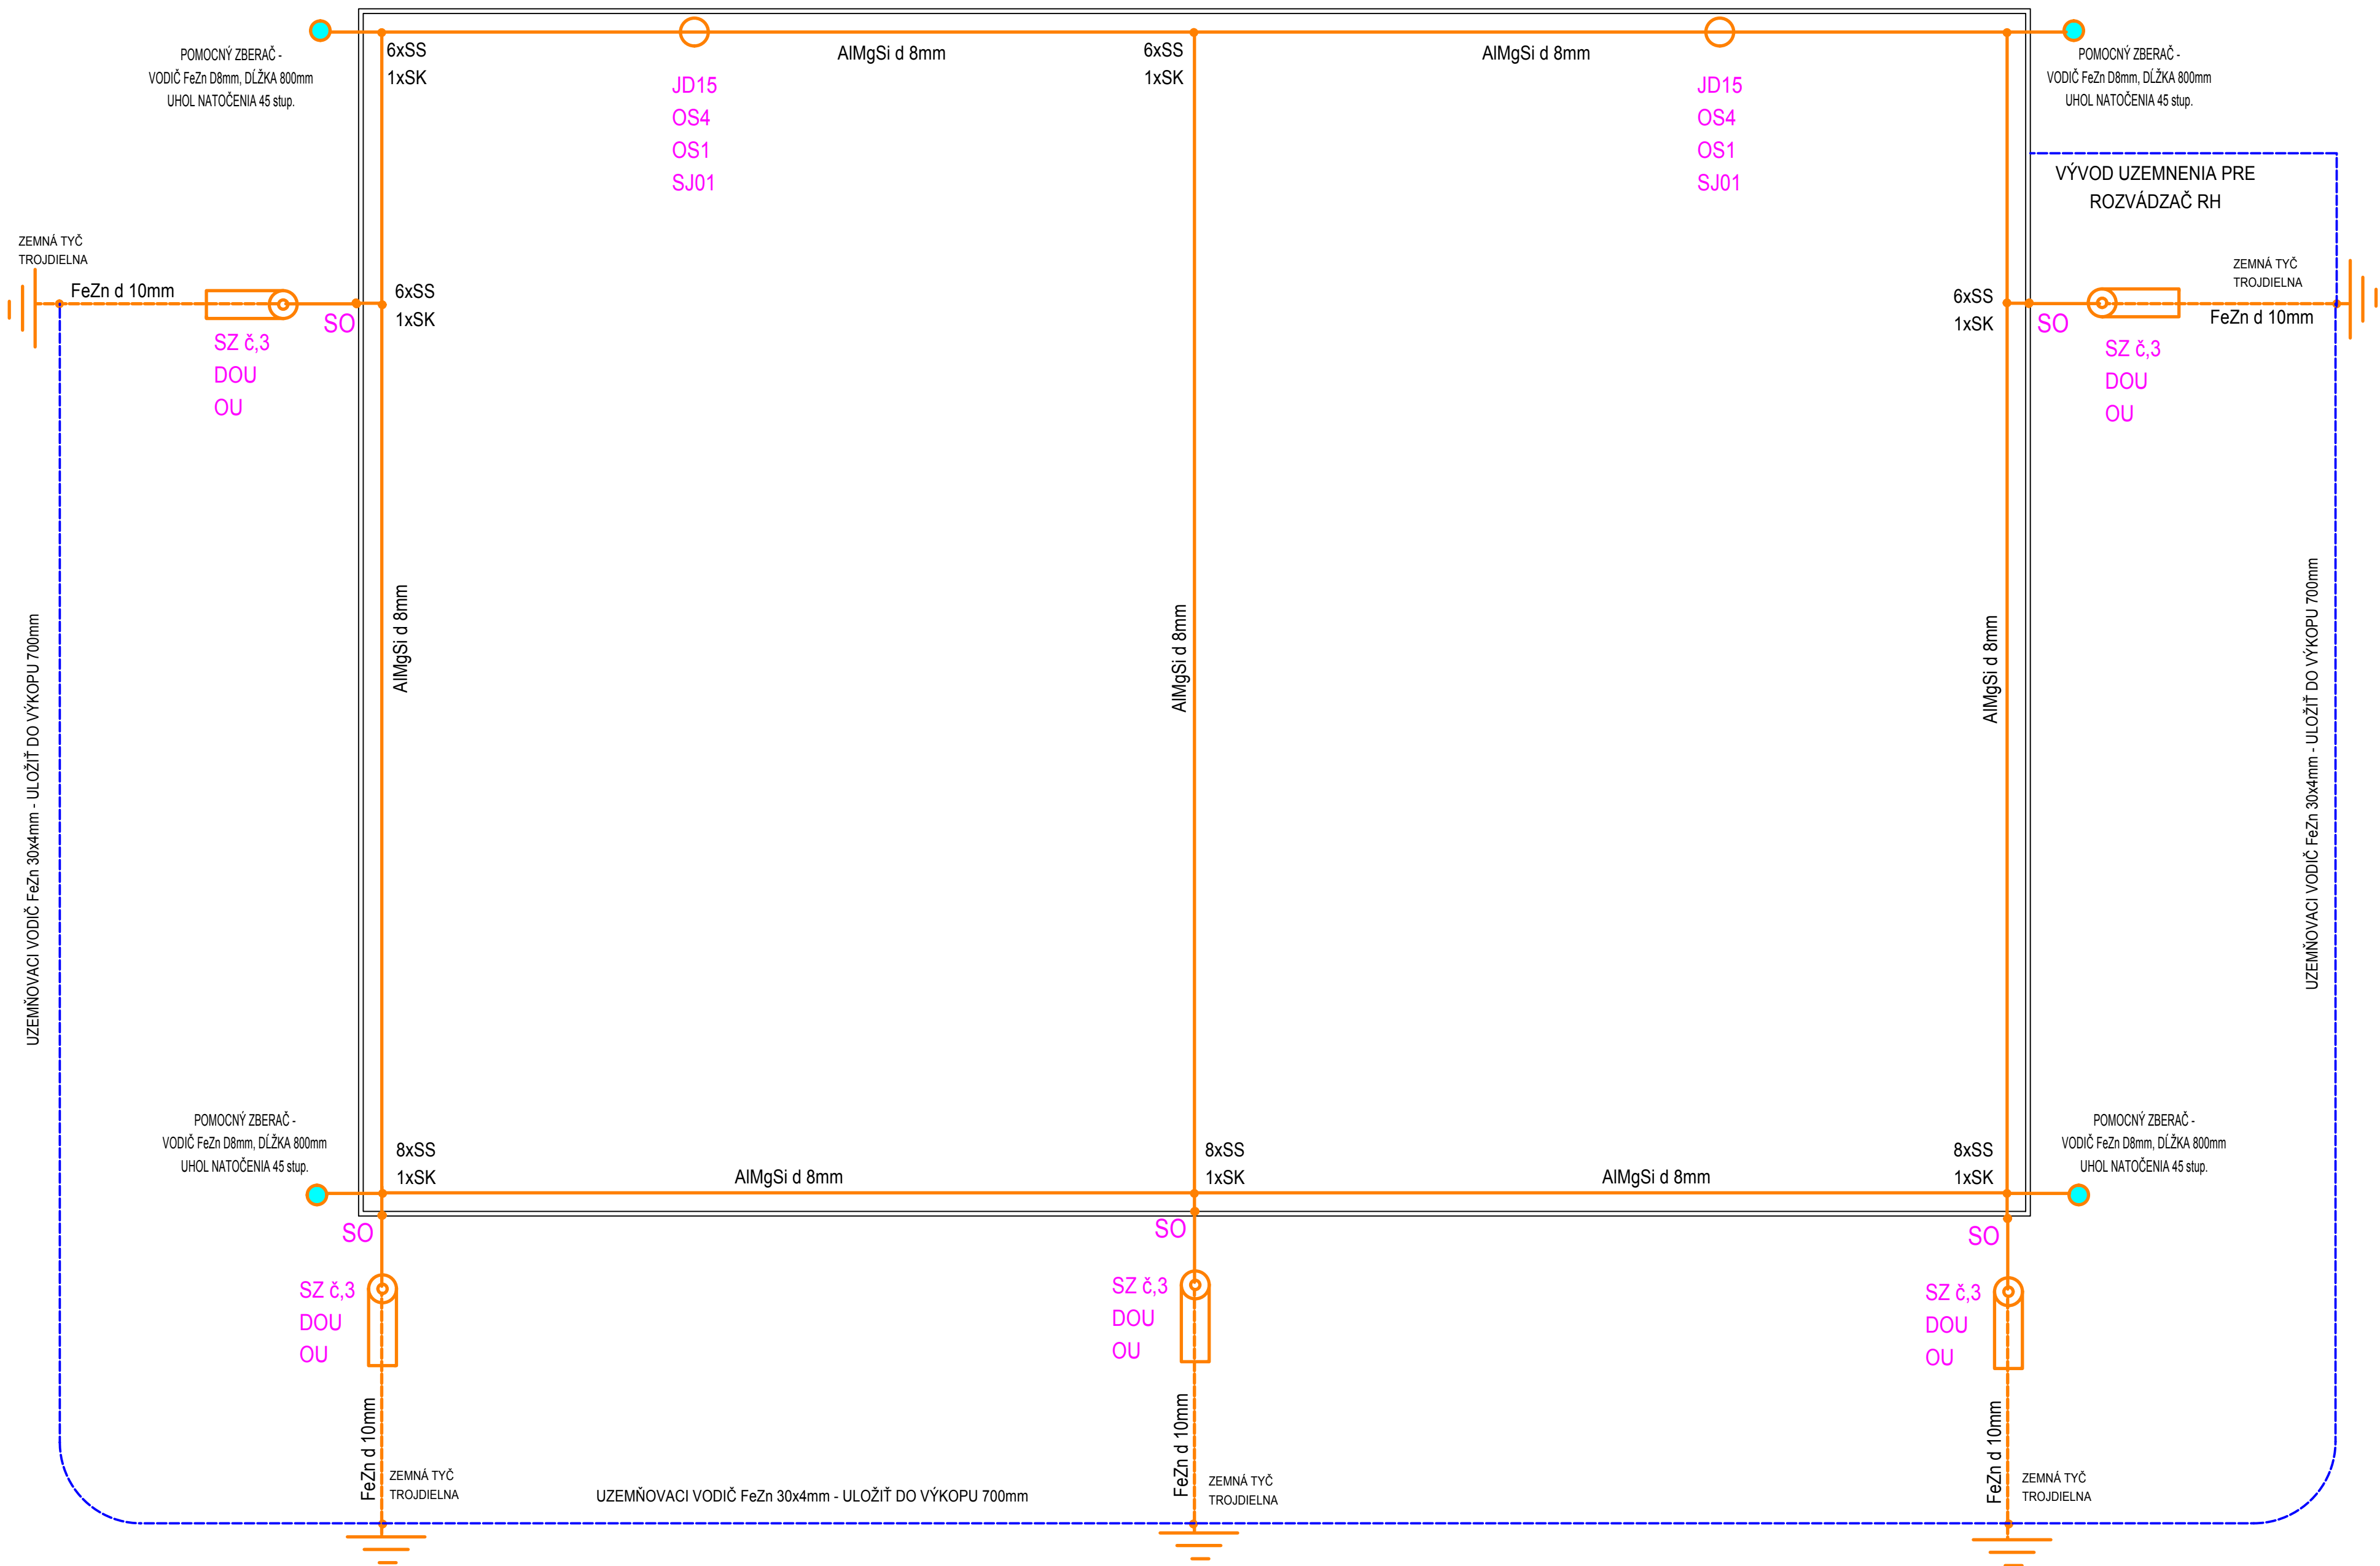 POMOCNÝ ZBERAČ -
VODIČ FeZn D8mm, DĹŽKA 800mm
UHOL NATOČENIA 45 stup.
6xSS
1xSK
JD15
OS4
OS1
SJ01
AlMgSi d 8mm
6xSS
1xSK
AlMgSi d 8mm
JD15
OS4
OS1
SJ01
POMOCNÝ ZBERAČ -
VODIČ FeZn D8mm, DĹŽKA 800mm
UHOL NATOČENIA 45 stup.
VÝVOD UZEMNENIA PRE
ROZVÁDZAČ RH
ZEMNÁ TYČ
TROJDIELNA
FeZn d 10mm
SZ č,3
DOU
OU
SO
6xSS
1xSK
6xSS
1xSK
SO
SZ č,3
DOU
OU
ZEMNÁ TYČ
TROJDIELNA
FeZn d 10mm
UZEMŇOVACI VODIČ FeZn 30x4mm - ULOŽIŤ DO VÝKOPU 700mm
AlMgSi d 8mm
AlMgSi d 8mm
AlMgSi d 8mm
UZEMŇOVACI VODIČ FeZn 30x4mm - ULOŽIŤ DO VÝKOPU 700mm
POMOCNÝ ZBERAČ -
VODIČ FeZn D8mm, DĹŽKA 800mm
UHOL NATOČENIA 45 stup.
8xSS
1xSK
AlMgSi d 8mm
8xSS
1xSK
AlMgSi d 8mm
8xSS
1xSK
POMOCNÝ ZBERAČ -
VODIČ FeZn D8mm, DĹŽKA 800mm
UHOL NATOČENIA 45 stup.
SO
SZ č,3
DOU
OU
FeZn d 10mm
ZEMNÁ TYČ
TROJDIELNA
UZEMŇOVACI VODIČ FeZn 30x4mm - ULOŽIŤ DO VÝKOPU 700mm
SO
SZ č,3
DOU
OU
FeZn d 10mm
ZEMNÁ TYČ
TROJDIELNA
SO
SZ č,3
DOU
OU
FeZn d 10mm
ZEMNÁ TYČ
TROJDIELNA